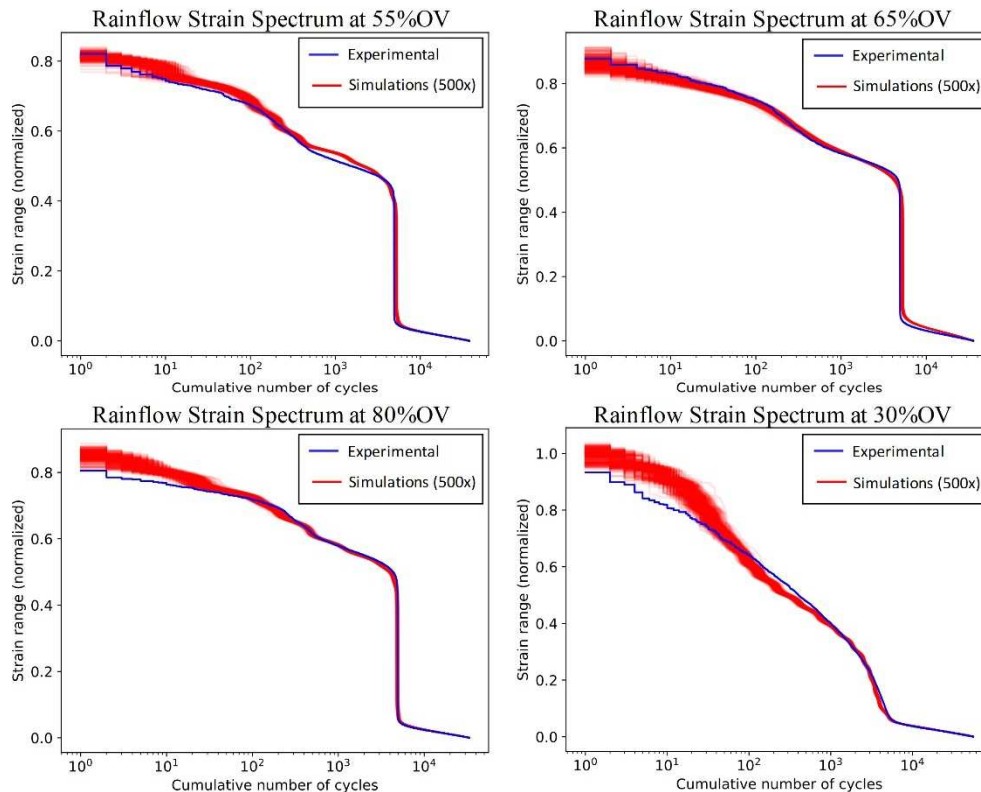 Rainflow Strain Spectrum at 55%OV
Experimental
Simulations (500x)
Strain range (normalized)
0.8
0.6
0.4
0.2
0.0
10⁰ 10¹ 10² 10³ 10⁴
Cumulative number of cycles
Rainflow Strain Spectrum at 65%OV
Experimental
Simulations (500x)
Strain range (normalized)
0.8
0.6
0.4
0.2
0.0
10⁰ 10¹ 10² 10³ 10⁴
Cumulative number of cycles
Rainflow Strain Spectrum at 80%OV
Experimental
Simulations (500x)
Strain range (normalized)
0.8
0.6
0.4
0.2
0.0
10⁰ 10¹ 10² 10³ 10⁴
Cumulative number of cycles
Rainflow Strain Spectrum at 30%OV
Experimental
Simulations (500x)
Strain range (normalized)
1.0
0.8
0.6
0.4
0.2
0.0
10⁰ 10¹ 10² 10³ 10⁴
Cumulative number of cycles